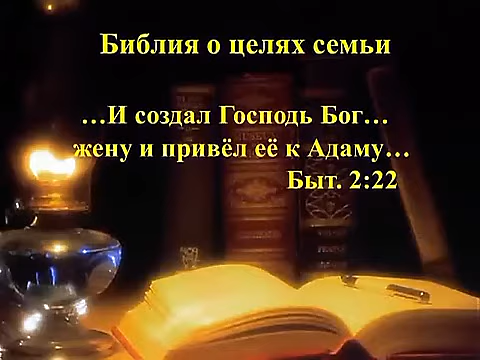 Библия о целях семьи
…И создал Господь Бог…
жену и привёл её к Адаму…
Быт. 2:22